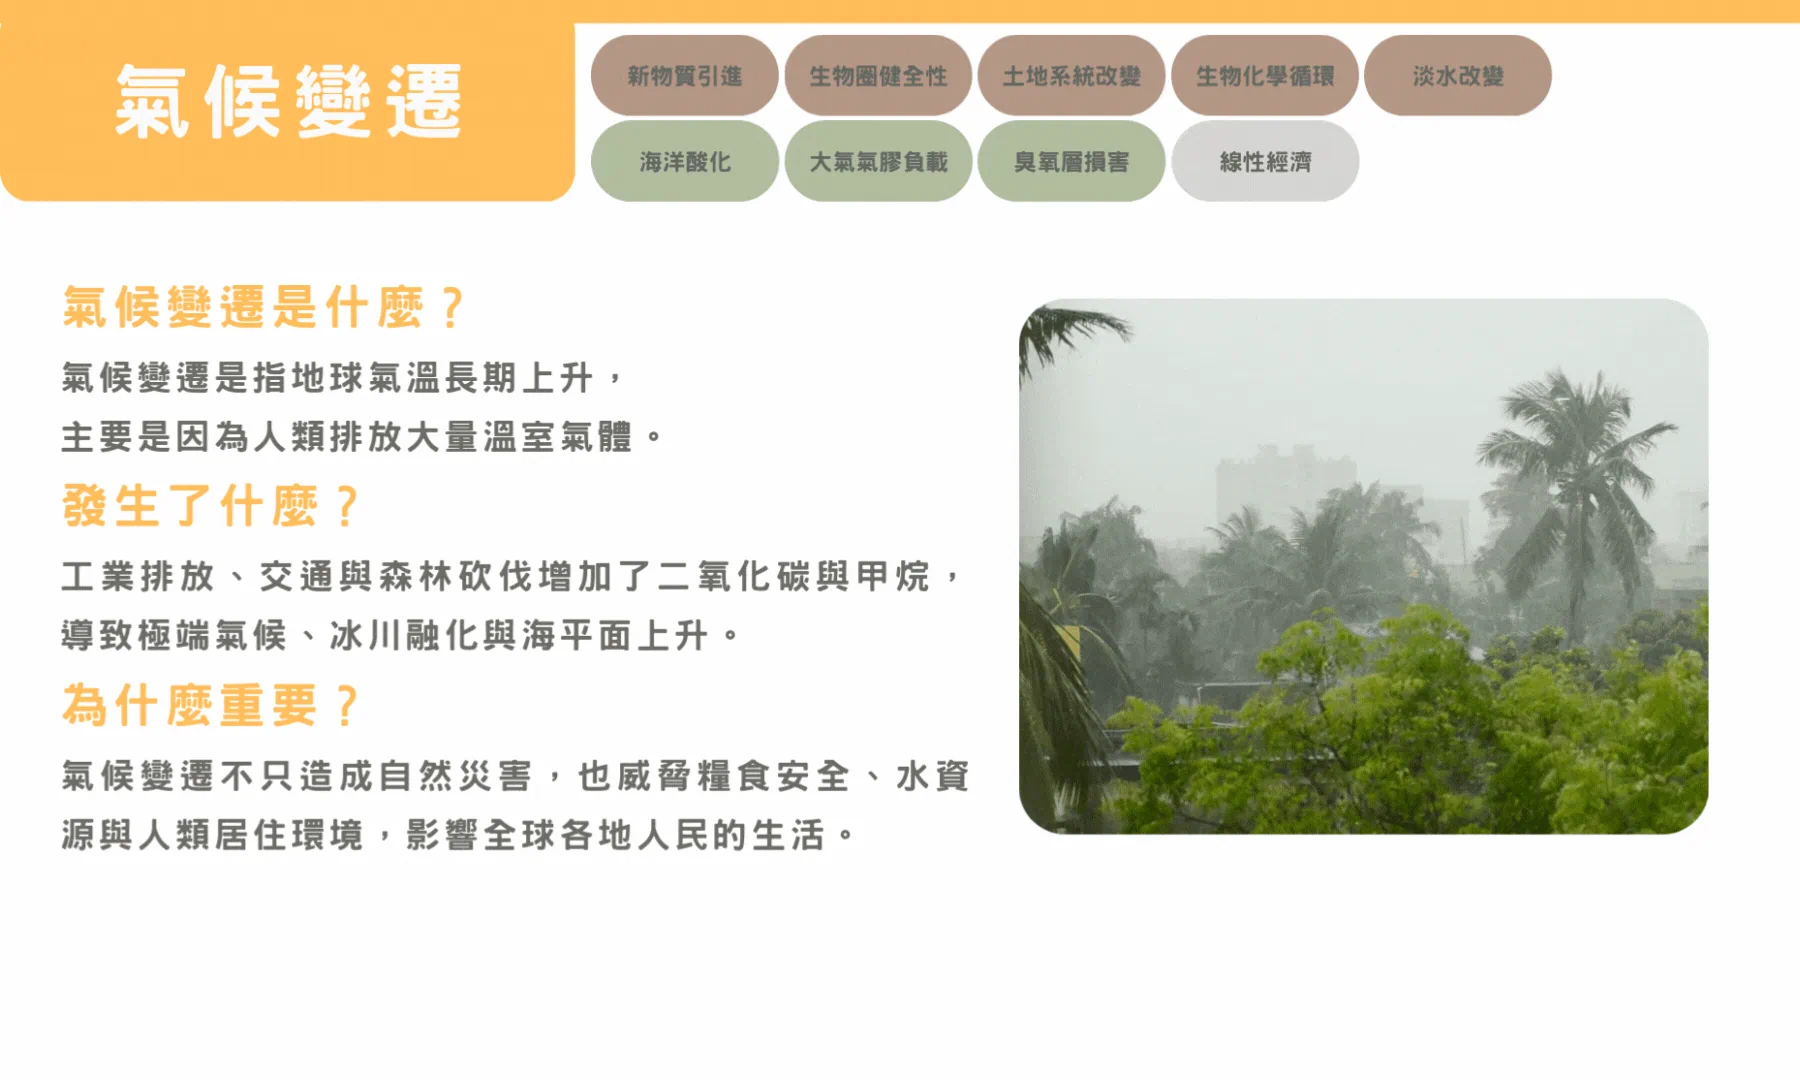 氣候變遷
新物質引進
生物圈健全性
土地系統改變
生物化學循環
淡水改變
海洋酸化
大氣氣膠負載
臭氧層損害
線性經濟
氣候變遷是什麼？
氣候變遷是指地球氣溫長期上升，
主要是因為人類排放大量溫室氣體。
發生了什麼？
工業排放、交通與森林砍伐增加了二氧化碳與甲烷，
導致極端氣候、冰川融化與海平面上升。
為什麼重要？
氣候變遷不只造成自然災害，也威脅糧食安全、水資
源與人類居住環境，影響全球各地人民的生活。